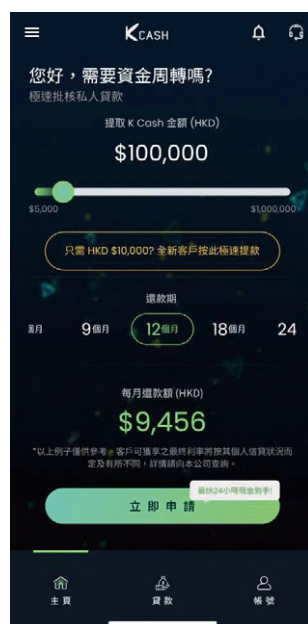 K CASH
您好，需要資金周轉嗎?
極速批核私人貸款
提取 K Cash 金額 (HKD)
$100,000
$5,000 $1,000,000
只需 HKD $10,000? 全新客戶按此極速提款
還款期
個月 9個月 12個月 18個月 24
每月還款額 (HKD)
$9,456
*以上例子僅供參考。客戶可獲享之最終利率將按其個人信貸狀況而
定及有所不同，詳情請向本公司查詢。
最快24小時現金到手!
立即申請
主頁 貸款 帳號